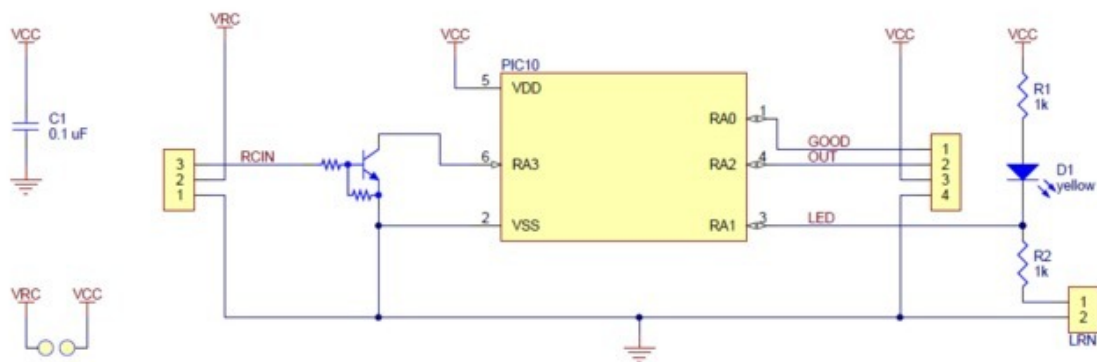 VCC
C1
0.1 uF
VRC
VCC
VRC
3
2
1
RCIN
VCC
PIC10
5
VDD
6
RA3
2
VSS
RA0
1
RA2
4
RA1
3
GOOD
OUT
LED
VCC
1
2
3
4
VCC
R1
1k
D1
yellow
R2
1k
1
2
LRN